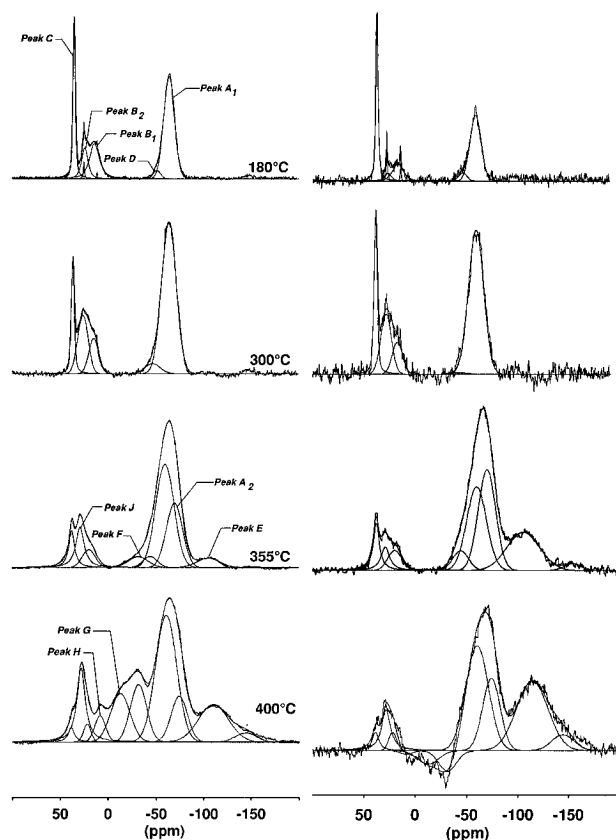 Peak C
Peak A1
Peak B2
Peak B1
Peak D
180°C
300°C
Peak J
Peak A2
Peak F
Peak E
355°C
Peak G
Peak H
400°C
50 0 -50 -100 -150
(ppm)
50 0 -50 -100 -150
(ppm)